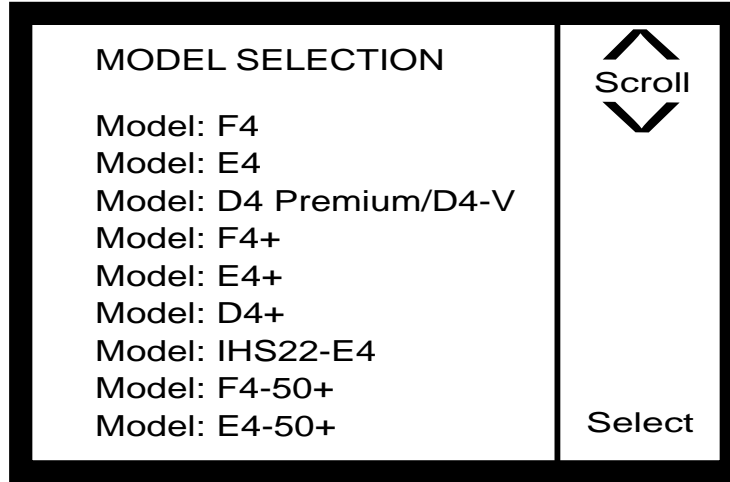 MODEL SELECTION
Model: F4
Model: E4
Model: D4 Premium/D4-V
Model: F4+
Model: E4+
Model: D4+
Model: IHS22-E4
Model: F4-50+
Model: E4-50+
Scroll
Select